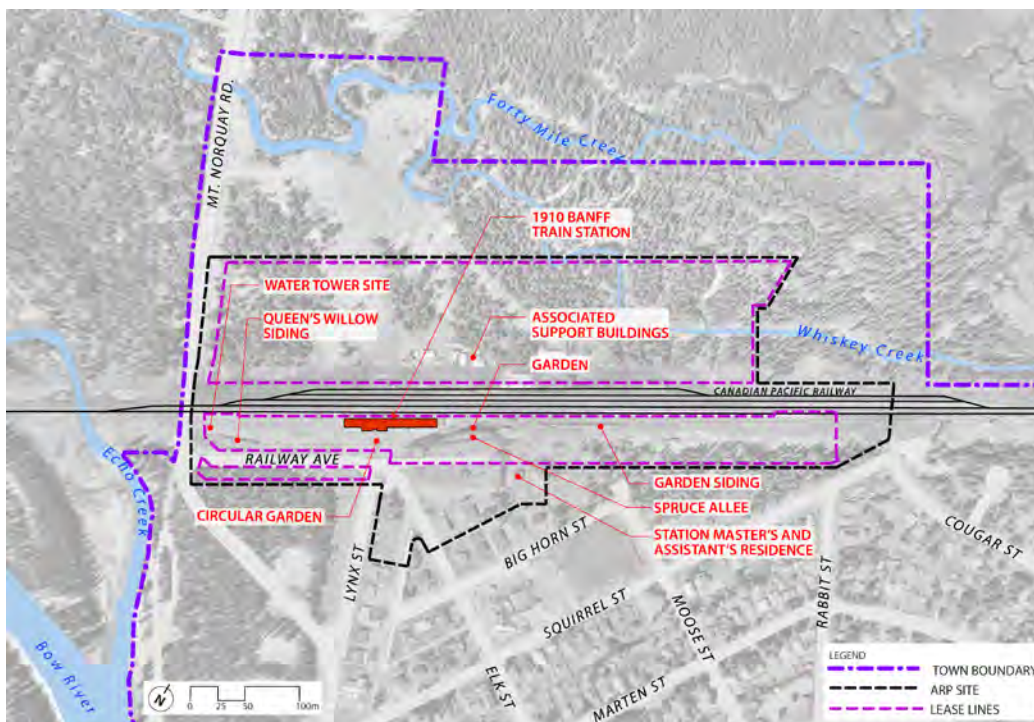 MT. NORQUAY RD.
Forty Mile Creek
1910 BANFF
TRAIN STATION
WATER TOWER SITE
QUEEN'S WILLOW
SIDING
ASSOCIATED
SUPPORT BUILDINGS
GARDEN
Whiskey Creek
CANADIAN PACIFIC RAILWAY
Echo Creek
RAILWAY AVE
GARDEN SIDING
CIRCULAR GARDEN
SPRUCE ALLEE
STATION MASTER'S AND
ASSISTANT'S RESIDENCE
LYNX ST
BIG HORN ST
COUGAR ST
SQUIRREL ST
MOOSE ST
RABBIT ST
ELK ST
MARTEN ST
Bow River
N
0 25 50 100m
LEGEND
TOWN BOUNDARY
ARP SITE
LEASE LINES